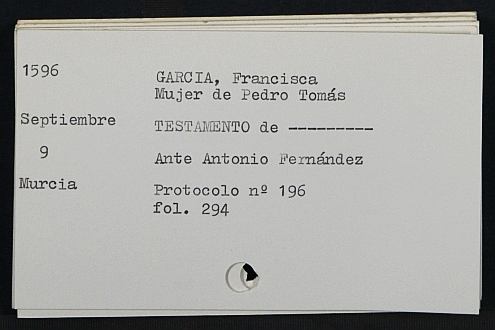 1596
GARCIA, Francisca
Mujer de Pedro Tomás
Septiembre
TESTAMENTO de ---------
9
Ante Antonio Fernández
Murcia
Protocolo nº 196
fol. 294